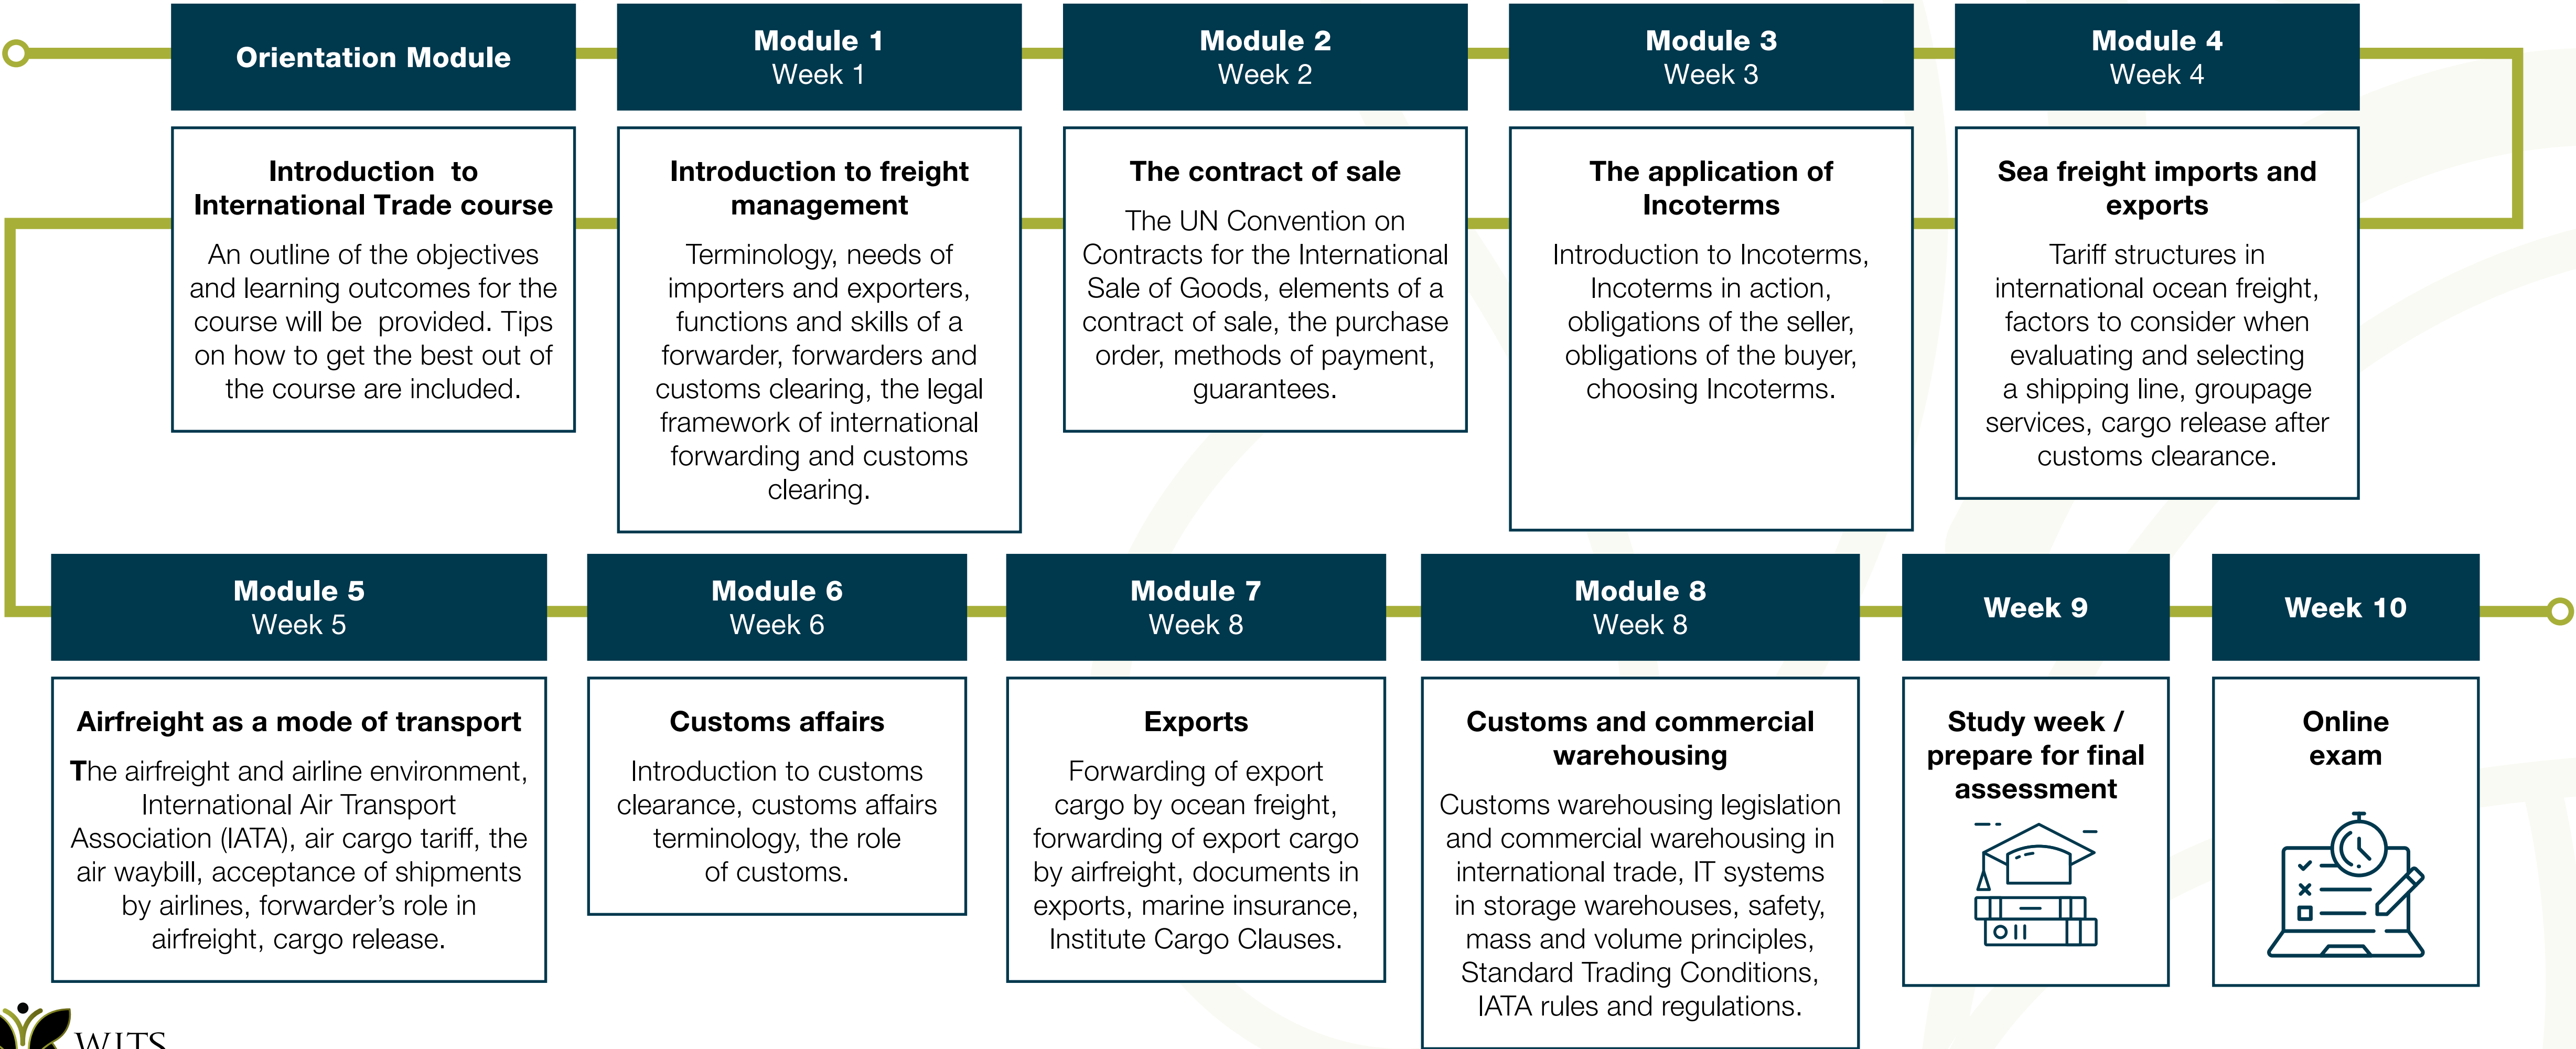 Orientation Module
Introduction to
International Trade course
An outline of the objectives
and learning outcomes for the
course will be provided. Tips
on how to get the best out of
the course are included.
Module 1
Week 1
Introduction to freight
management
Terminology, needs of
importers and exporters,
functions and skills of a
forwarder, forwarders and
customs clearing, the legal
framework of international
forwarding and customs
clearing.
Module 2
Week 2
The contract of sale
The UN Convention on
Contracts for the International
Sale of Goods, elements of a
contract of sale, the purchase
order, methods of payment,
guarantees.
Module 3
Week 3
The application of
Incoterms
Introduction to Incoterms,
Incoterms in action,
obligations of the seller,
obligations of the buyer,
choosing Incoterms.
Module 4
Week 4
Sea freight imports and
exports
Tariff structures in
international ocean freight,
factors to consider when
evaluating and selecting
a shipping line, groupage
services, cargo release after
customs clearance.
Module 5
Week 5
Airfreight as a mode of transport
The airfreight and airline environment,
International Air Transport
Association (IATA), air cargo tariff, the
air waybill, acceptance of shipments
by airlines, forwarder’s role in
airfreight, cargo release.
Module 6
Week 6
Customs affairs
Introduction to customs
clearance, customs affairs
terminology, the role
of customs.
Module 7
Week 8
Exports
Forwarding of export
cargo by ocean freight,
forwarding of export cargo
by airfreight, documents in
exports, marine insurance,
Institute Cargo Clauses.
Module 8
Week 8
Customs and commercial
warehousing
Customs warehousing legislation
and commercial warehousing in
international trade, IT systems
in storage warehouses, safety,
mass and volume principles,
Standard Trading Conditions,
IATA rules and regulations.
Week 9
Study week /
prepare for final
assessment
Week 10
Online
exam
WITS